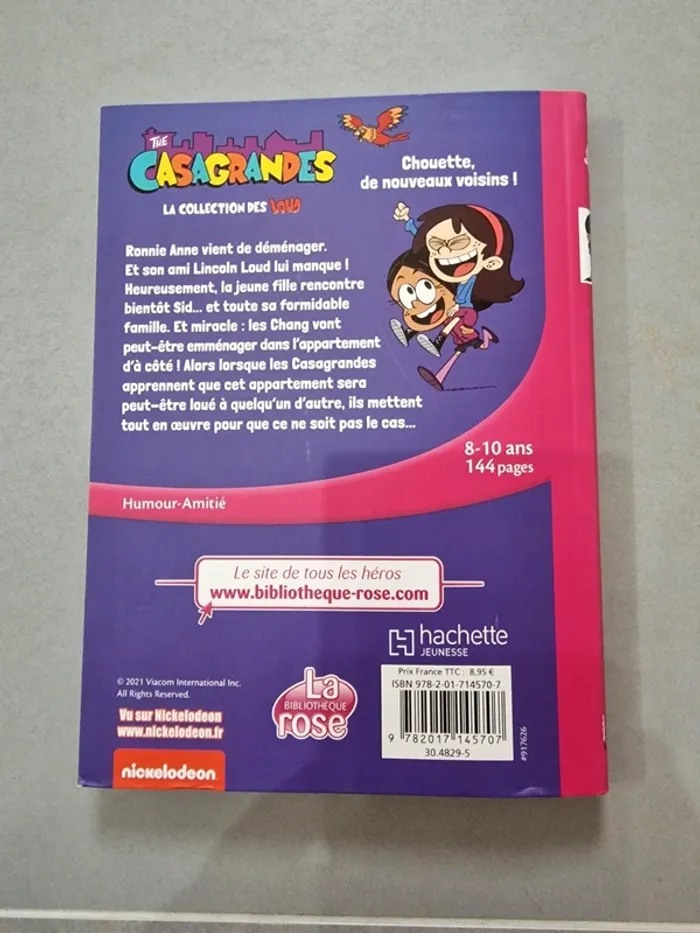 THE
CASAGRANDES
LA COLLECTION DES LOUD
Chouette,
de nouveaux voisins !
Ronnie Anne vient de déménager.
Et son ami Lincoln Loud lui manque !
Heureusement, la jeune fille rencontre
bientôt Sid... et toute sa formidable
famille. Et miracle : les Chang vont
peut-être emménager dans l'appartement
d'à côté ! Alors lorsque les Casagrandes
apprennent que cet appartement sera
peut-être loué à quelqu'un d'autre, ils mettent
tout en œuvre pour que ce ne soit pas le cas...
8-10 ans
144 pages
Humour-Amitié
Le site de tous les héros
www.bibliotheque-rose.com
hachette
JEUNESSE
© 2021 Viacom International Inc.
All Rights Reserved.
Vu sur Nickelodeon
www.nickelodeon.fr
nickelodeon
La
BIBLIOTHÈQUE
rose
Prix France TTC : 8,95 €
ISBN 978-2-01-714570-7
9 782017 145707
30.4829-5
#917626